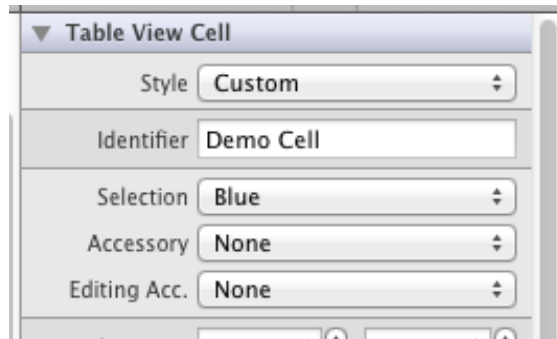 Table View Cell
Style Custom
Identifier Demo Cell
Selection Blue
Accessory None
Editing Acc. None